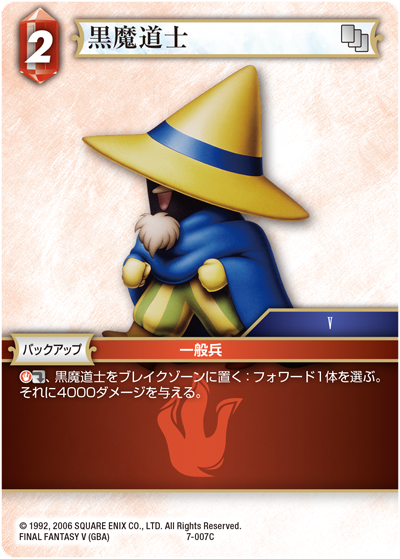 2
黒魔道士
V
バックアップ
一般兵
、黒魔道士をブレイクゾーンに置く：フォワード1体を選ぶ。
それに4000ダメージを与える。
© 1992, 2006 SQUARE ENIX CO., LTD. All Rights Reserved.
FINAL FANTASY V (GBA) 7-007C